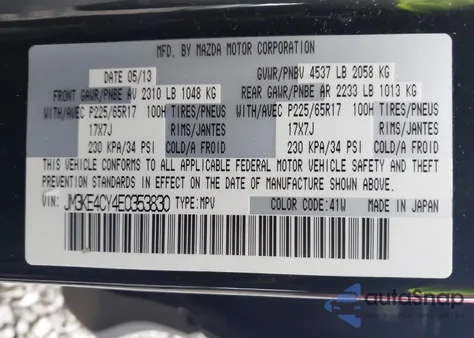 MFD. BY MAZDA MOTOR CORPORATION
DATE 05/13 GVWR/PNBV 4537 LB 2058 KG
FRONT GAWR/PNBE AV 2310 LB 1048 KG REAR GAWR/PNBE AR 2233 LB 1013 KG
WITH/AVEC P225/65R17 100H TIRES/PNEUS WITH/AVEC P225/65R17 100H TIRES/PNEUS
17X7J RIMS/JANTES 17X7J RIMS/JANTES
230 KPA/34 PSI COLD/A FROID 230 KPA/34 PSI COLD/A FROID
THIS VEHICLE CONFORMS TO ALL APPLICABLE FEDERAL MOTOR VEHICLE SAFETY AND THEFT
PREVENTION STANDARDS IN EFFECT ON THE DATE OF MANUFACTURE SHOWN ABOVE.
VIN: JM3KE4CY4E0353830 TYPE:MPV COLOR CODE:41W MADE IN JAPAN
autoSnap